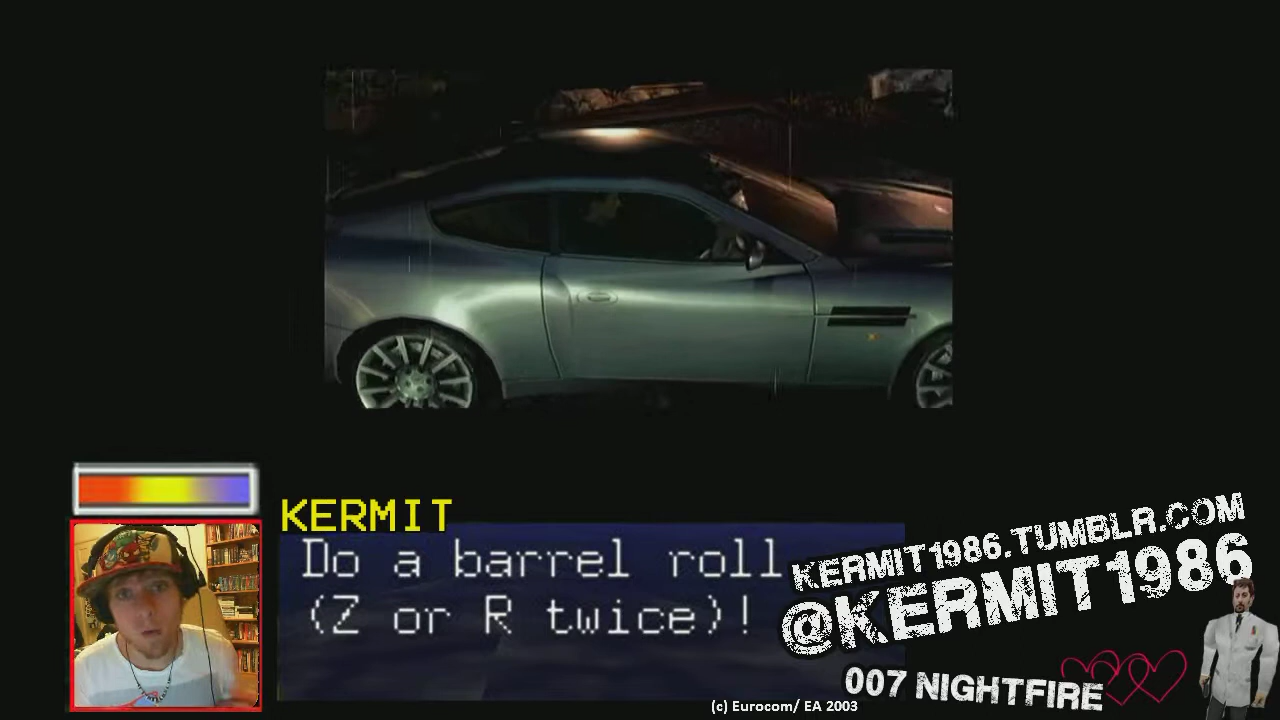 KERMIT
Do a barrel roll
(Z or R twice)!
KERMIT1986.TUMBLR.COM
@KERMIT1986
007 NIGHTFIRE
(c) Eurocom/ EA 2003